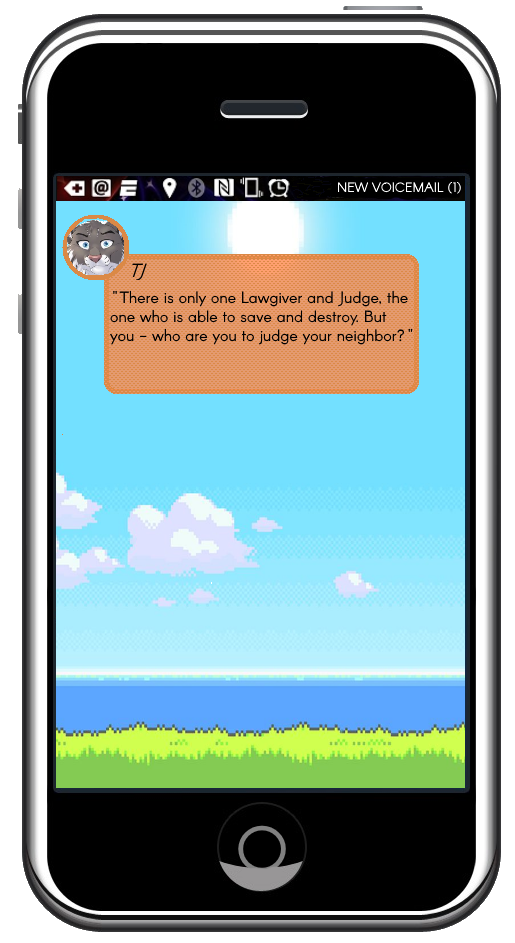 NEW VOICEMAIL (1)
TJ
"There is only one Lawgiver and Judge, the
one who is able to save and destroy. But
you - who are you to judge your neighbor?"